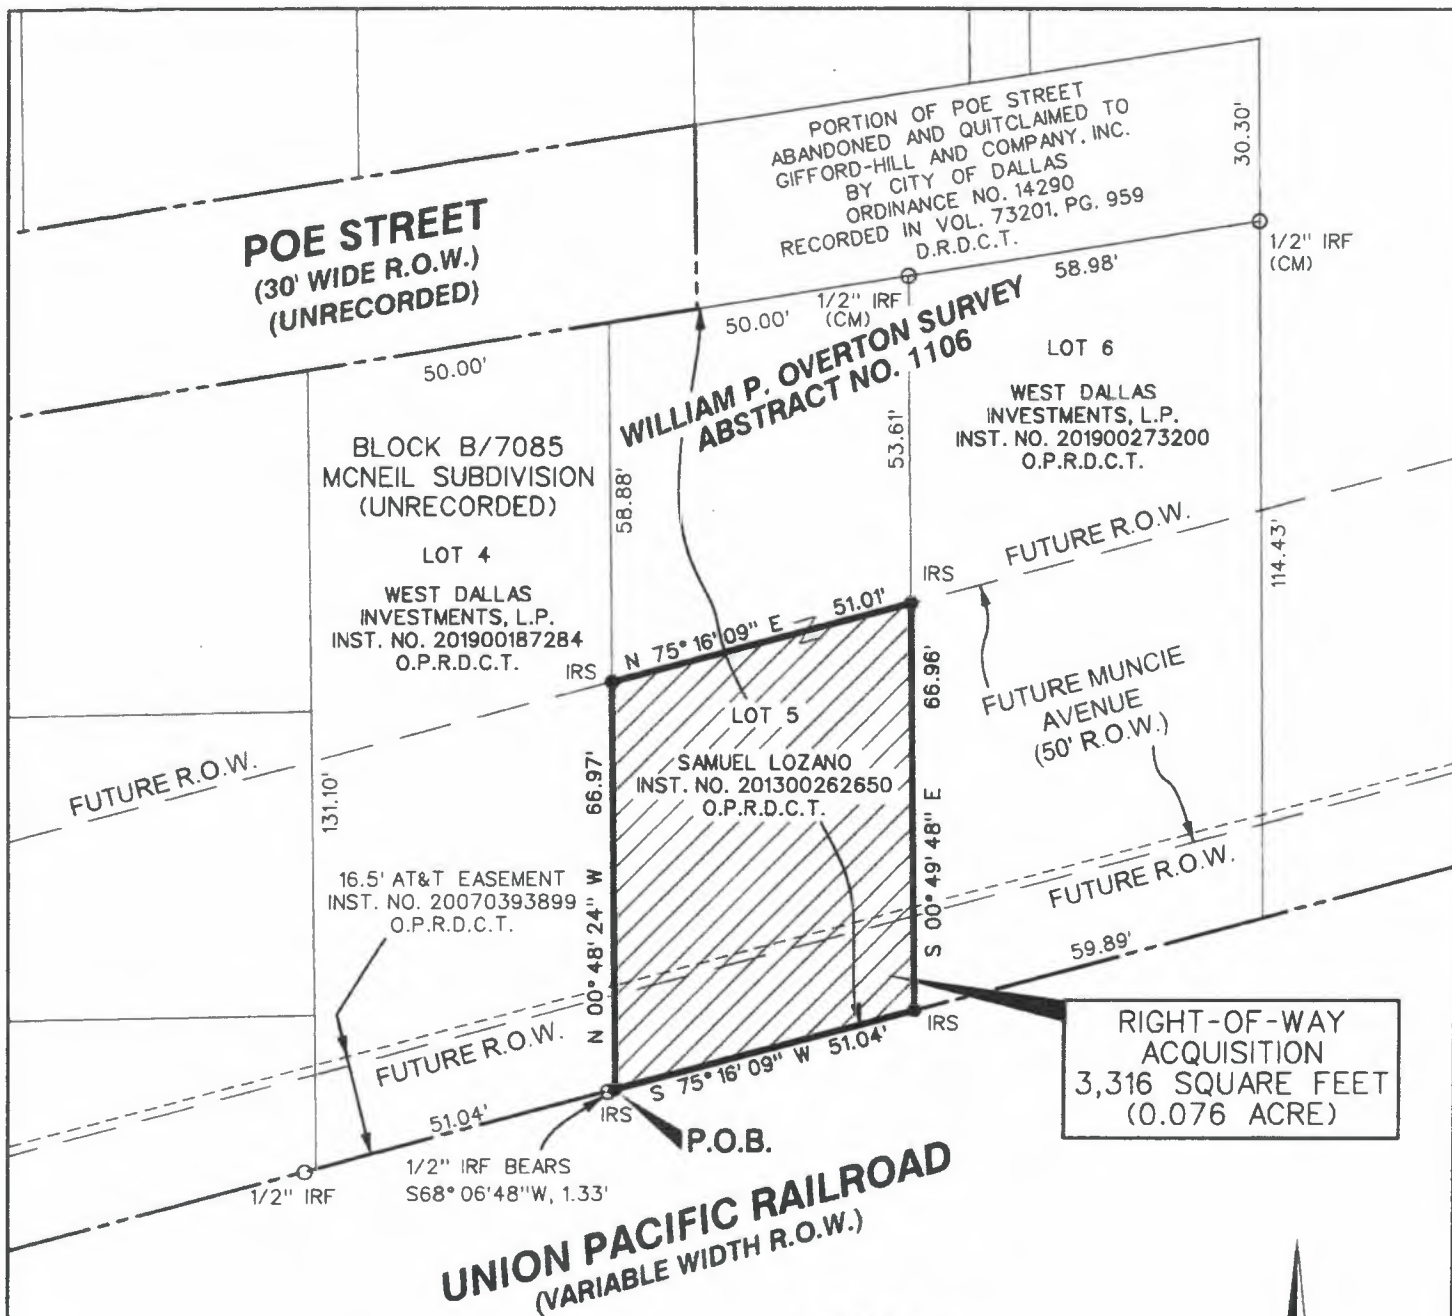 PORTION OF POE STREET
ABANDONED AND QUITCLAIMED TO
GIFFORD-HILL AND COMPANY, INC.
BY CITY OF DALLAS
ORDINANCE NO. 14290
RECORDED IN VOL. 73201, PG. 959
D.R.D.C.T.
30.30'
POE STREET
(30' WIDE R.O.W.)
(UNRECORDED)
1/2" IRF
(CM)
58.98'
1/2" IRF
(CM)
50.00'
50.00'
WILLIAM P. OVERTON SURVEY
ABSTRACT NO. 1106
LOT 6
WEST DALLAS
INVESTMENTS, L.P.
INST. NO. 201900273200
O.P.R.D.C.T.
BLOCK B/7085
MCNEIL SUBDIVISION
(UNRECORDED)
LOT 4
WEST DALLAS
INVESTMENTS, L.P.
INST. NO. 201900187284
O.P.R.D.C.T.
58.88'
53.61'
114.43'
FUTURE R.O.W.
IRS
N 75° 16' 09" E 51.01'
IRS
66.96'
FUTURE MUNCIE
AVENUE
(50' R.O.W.)
LOT 5
SAMUEL LOZANO
INST. NO. 201300262650
O.P.R.D.C.T.
FUTURE R.O.W.
131.10'
66.97'
N 00° 48' 24" W
S 00° 49' 48" E
16.5' AT&T EASEMENT
INST. NO. 20070393899
O.P.R.D.C.T.
FUTURE R.O.W.
FUTURE R.O.W.
59.89'
IRS
S 75° 16' 09" W 51.04'
RIGHT-OF-WAY
ACQUISITION
3,316 SQUARE FEET
(0.076 ACRE)
51.04'
IRS
P.O.B.
1/2" IRF BEARS
S68° 06'48"W, 1.33'
1/2" IRF
UNION PACIFIC RAILROAD
(VARIABLE WIDTH R.O.W.)